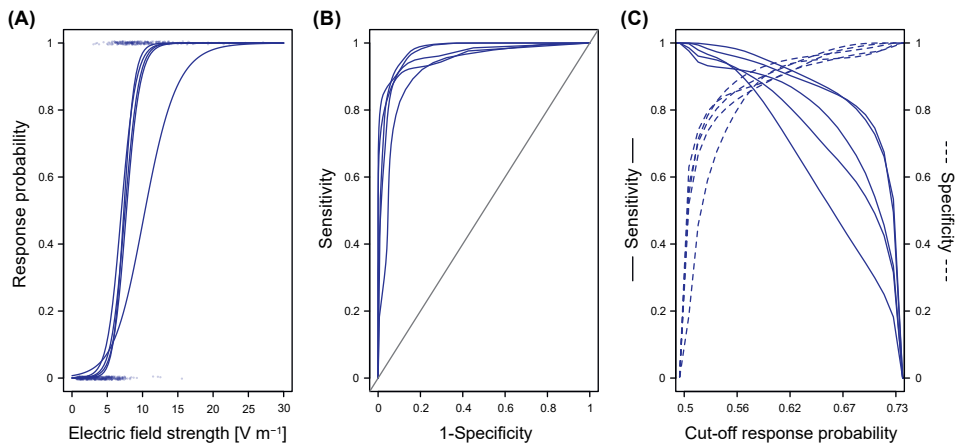 (A)
(B)
(C)
Response probability
1
0.8
0.6
0.4
0.2
0
0 5 10 15 20 25 30
Electric field strength [V m⁻¹]
Sensitivity
1
0.8
0.6
0.4
0.2
0
0 0.2 0.4 0.6 0.8 1
1-Specificity
Sensitivity
1
0.8
0.6
0.4
0.2
0
0.5 0.56 0.62 0.67 0.73
Cut-off response probability
1
0.8
0.6
0.4
0.2
0
Specificity